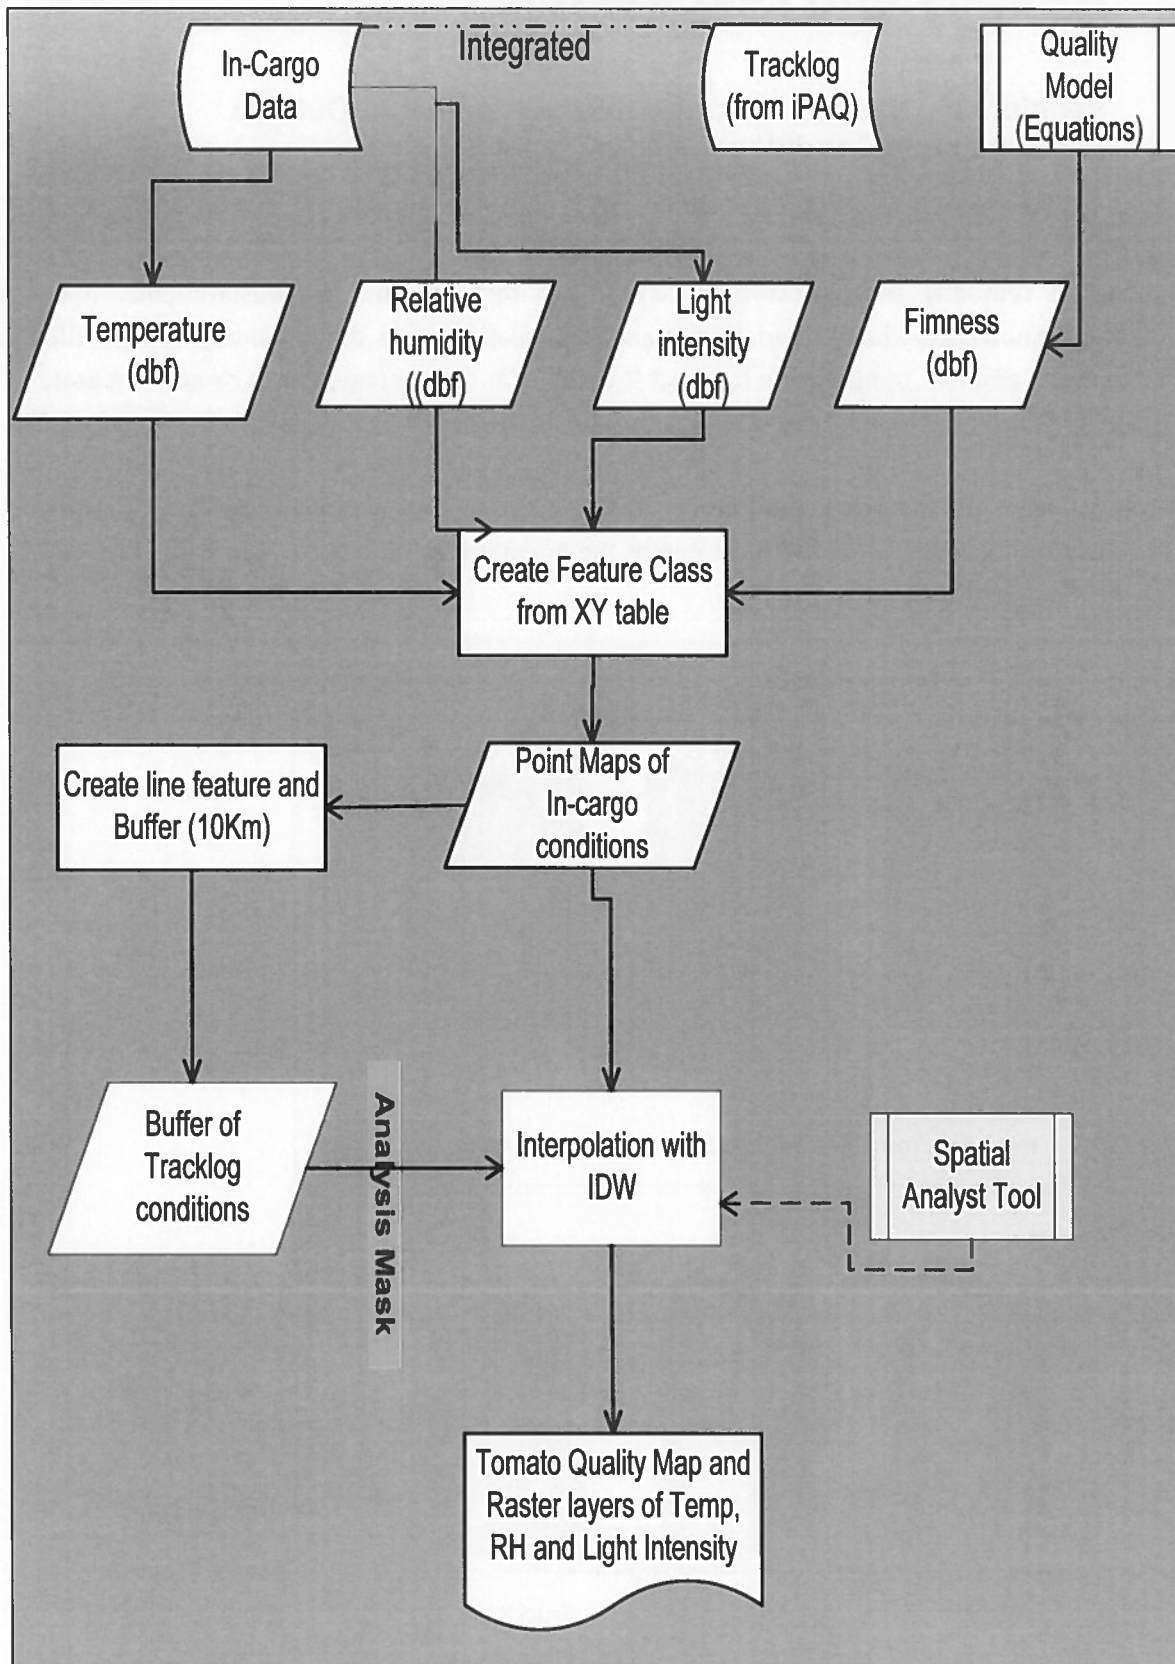 In-Cargo
Data
Integrated
Tracklog
(from iPAQ)
Quality
Model
(Equations)
Temperature
(dbf)
Relative
humidity
((dbf)
Light
intensity
(dbf)
Fimness
(dbf)
Create Feature Class
from XY table
Create line feature and
Buffer (10Km)
Point Maps of
In-cargo
conditions
Buffer of
Tracklog
conditions
Analysis Mask
Interpolation with
IDW
Spatial
Analyst Tool
Tomato Quality Map and
Raster layers of Temp,
RH and Light Intensity